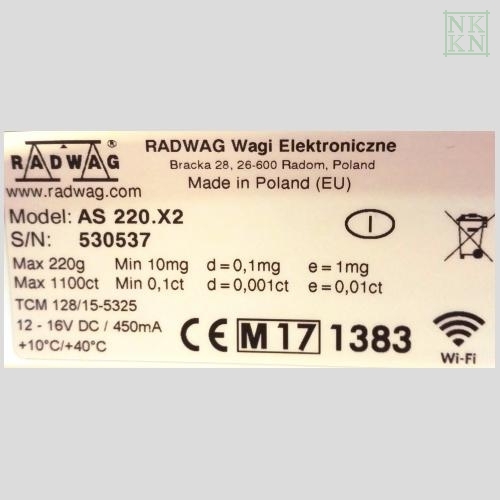 NK
KN
RADWAG®
www.radwag.com
RADWAG Wagi Elektroniczne
Bracka 28, 26-600 Radom, Poland
Made in Poland (EU)
Model: AS 220.X2
S/N: 530537
I
Max 220g Min 10mg d=0,1mg e=1mg
Max 1100ct Min 0,1ct d=0,001ct e=0,01ct
TCM 128/15-5325
12 - 16V DC / 450mA
+10°C/+40°C
CE M 17 1383
Wi-Fi